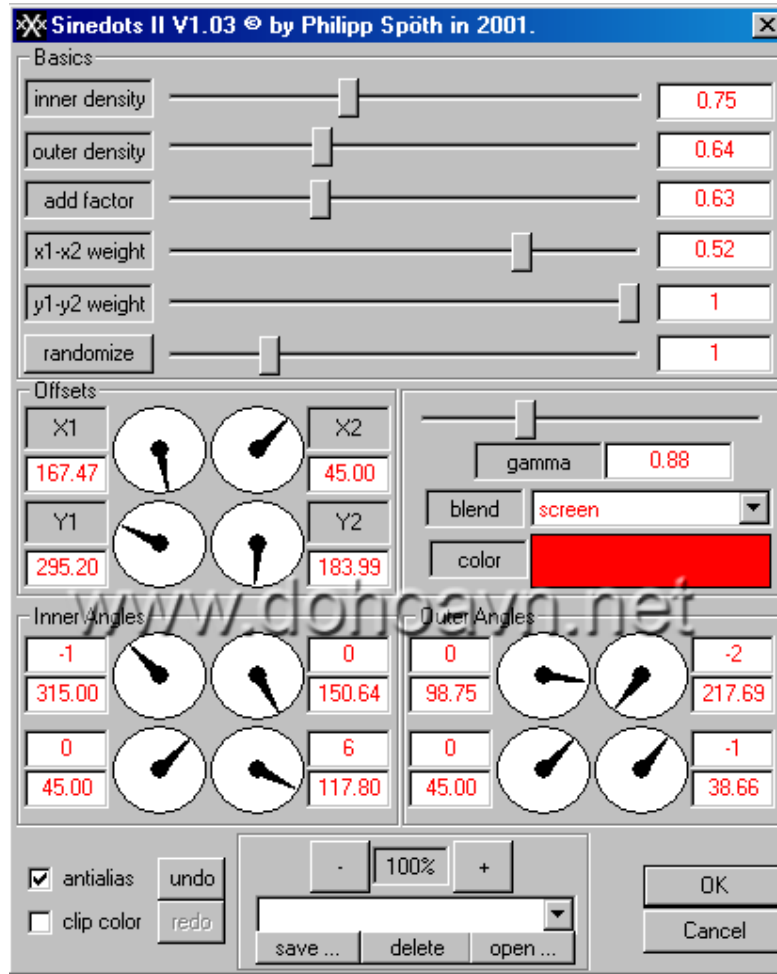 Sinedots II V1.03 © by Philipp Spöth in 2001.
Basics
inner density 0.75
outer density 0.64
add factor 0.63
x1-x2 weight 0.52
y1-y2 weight 1
randomize 1
Offsets
X1 X2
167.47 45.00
Y1 Y2
295.20 183.99
gamma 0.88
blend screen
color
www.dohoavn.net
Inner Angles
-1 0
315.00 150.64
0 6
45.00 117.80
Outer Angles
0 -2
98.75 217.69
0 -1
45.00 38.66
antialias undo
clip color redo
- 100% +
save ... delete open ...
OK
Cancel